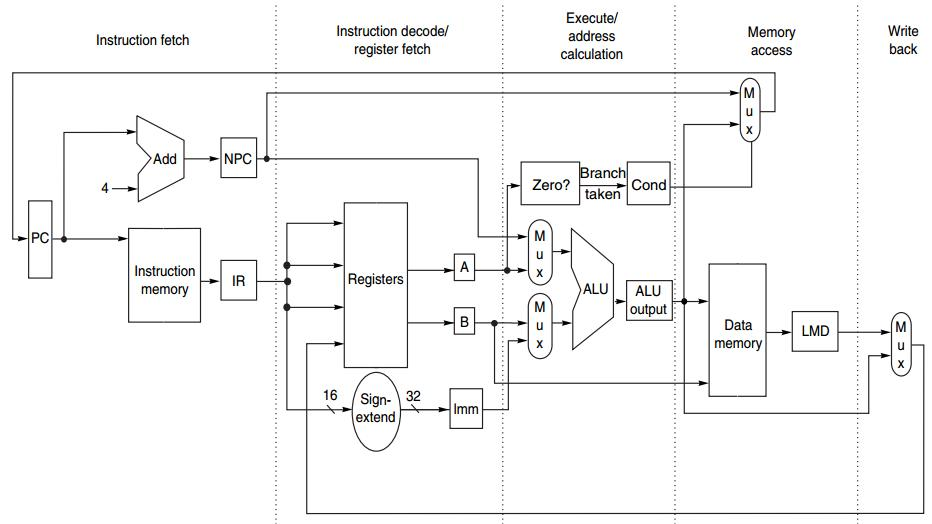 Instruction fetch
Instruction decode/
register fetch
Execute/
address
calculation
Memory
access
Write
back
M
u
x
Add
NPC
4
Zero?
Branch
taken
Cond
PC
Instruction
memory
IR
Registers
A
B
M
u
x
M
u
x
ALU
ALU
output
Data
memory
LMD
M
u
x
16
Sign-
extend
32
Imm